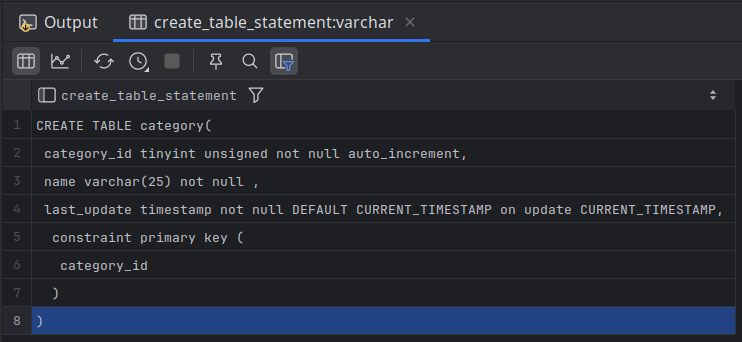 Output
create_table_statement:varchar
create_table_statement
1 CREATE TABLE category(
2 category_id tinyint unsigned not null auto_increment,
3 name varchar(25) not null ,
4 last_update timestamp not null DEFAULT CURRENT_TIMESTAMP on update CURRENT_TIMESTAMP,
5 constraint primary key (
6 category_id
7 )
8 )